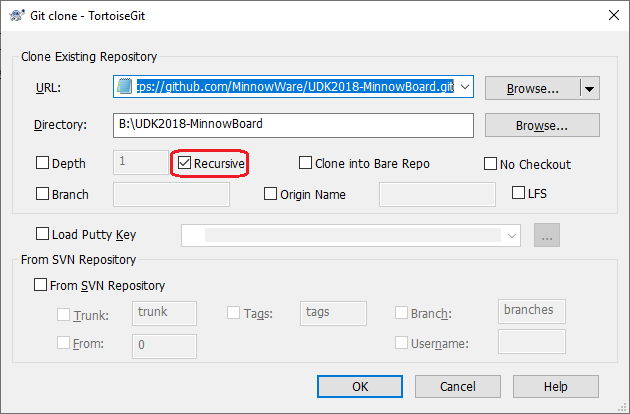 Git clone - TortoiseGit
Clone Existing Repository
URL: ps://github.com/MinnowWare/UDK2018-MinnowBoard.git Browse...
Directory: B:\UDK2018-MinnowBoard Browse...
Depth 1 Recursive Clone into Bare Repo No Checkout
Branch Origin Name LFS
Load Putty Key ...
From SVN Repository
From SVN Repository
Trunk: trunk Tags: tags Branch: branches
From: 0 Username:
OK Cancel Help